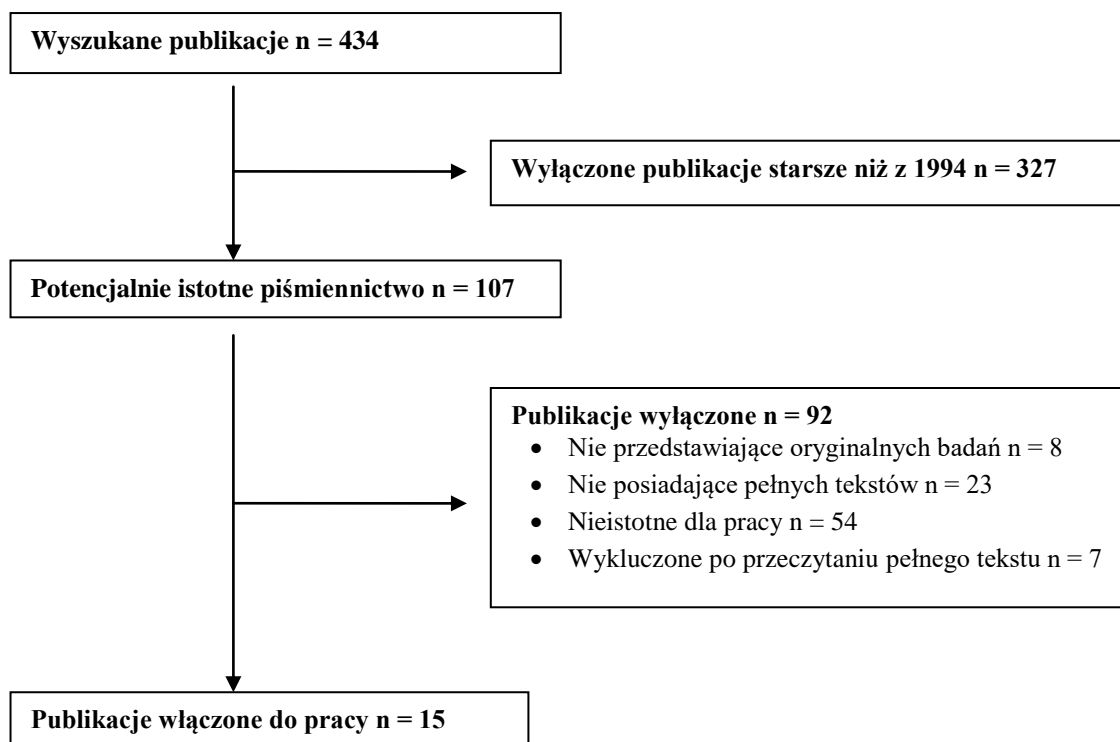 Wyszukane publikacje n = 434
Wyłączone publikacje starsze niż z 1994 n = 327
Potencjalnie istotne piśmiennictwo n = 107
Publikacje wyłączone n = 92
• Nie przedstawiające oryginalnych badań n = 8
• Nie posiadające pełnych tekstów n = 23
• Nieistotne dla pracy n = 54
• Wykluczone po przeczytaniu pełnego tekstu n = 7
Publikacje włączone do pracy n = 15